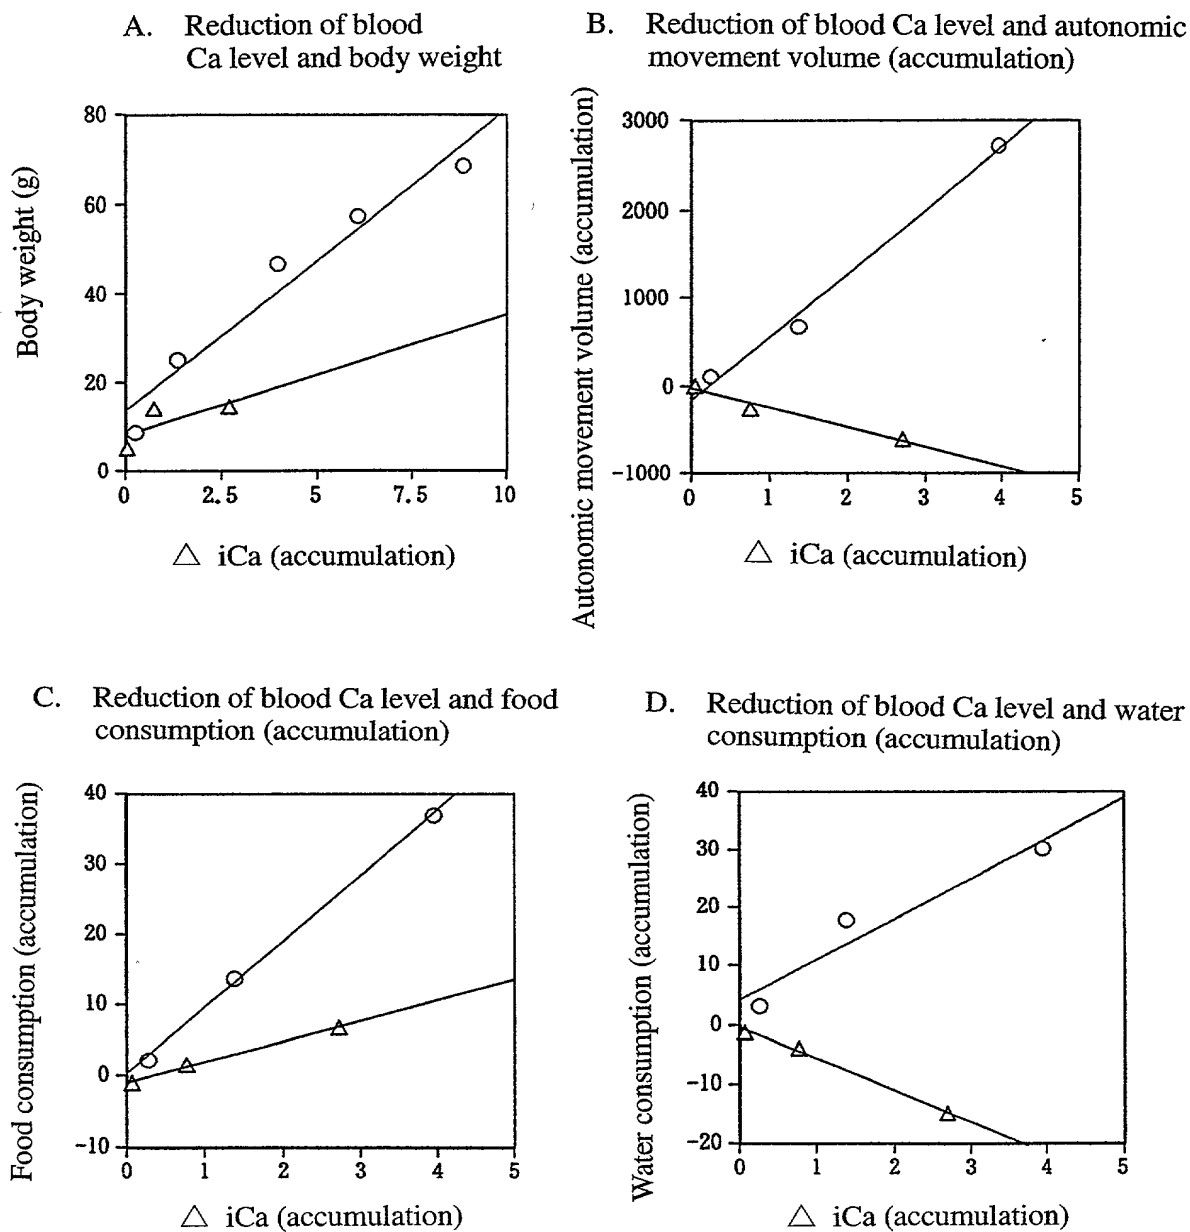 A. Reduction of blood
Ca level and body weight
Body weight (g)
80
60
40
20
0
0 2.5 5 7.5 10
△ iCa (accumulation)
B. Reduction of blood Ca level and autonomic
movement volume (accumulation)
Autonomic movement volume (accumulation)
3000
2000
1000
0
-1000
0 1 2 3 4 5
△ iCa (accumulation)
C. Reduction of blood Ca level and food
consumption (accumulation)
Food consumption (accumulation)
40
30
20
10
0
-10
0 1 2 3 4 5
△ iCa (accumulation)
D. Reduction of blood Ca level and water
consumption (accumulation)
Water consumption (accumulation)
40
30
20
10
0
-10
-20
0 1 2 3 4 5
△ iCa (accumulation)